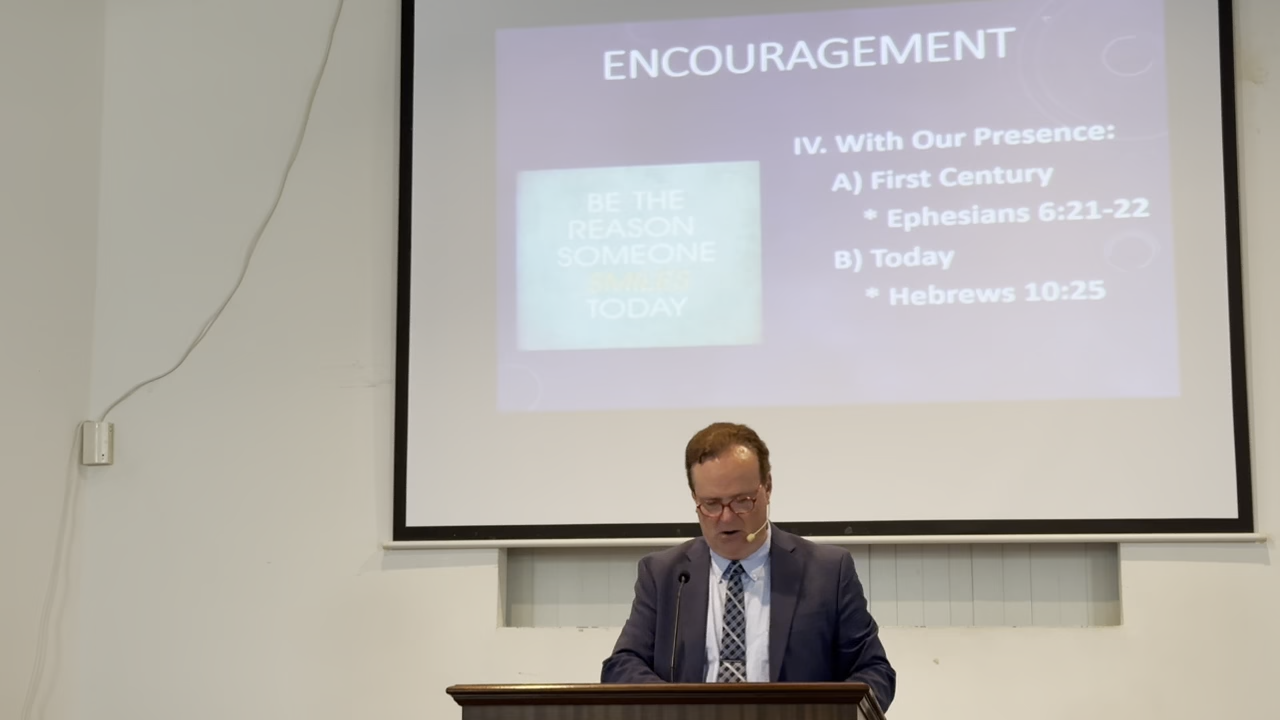 ENCOURAGEMENT
IV. With Our Presence:
A) First Century
* Ephesians 6:21-22
B) Today
* Hebrews 10:25
BE THE
REASON
SOMEONE
SMILES
TODAY